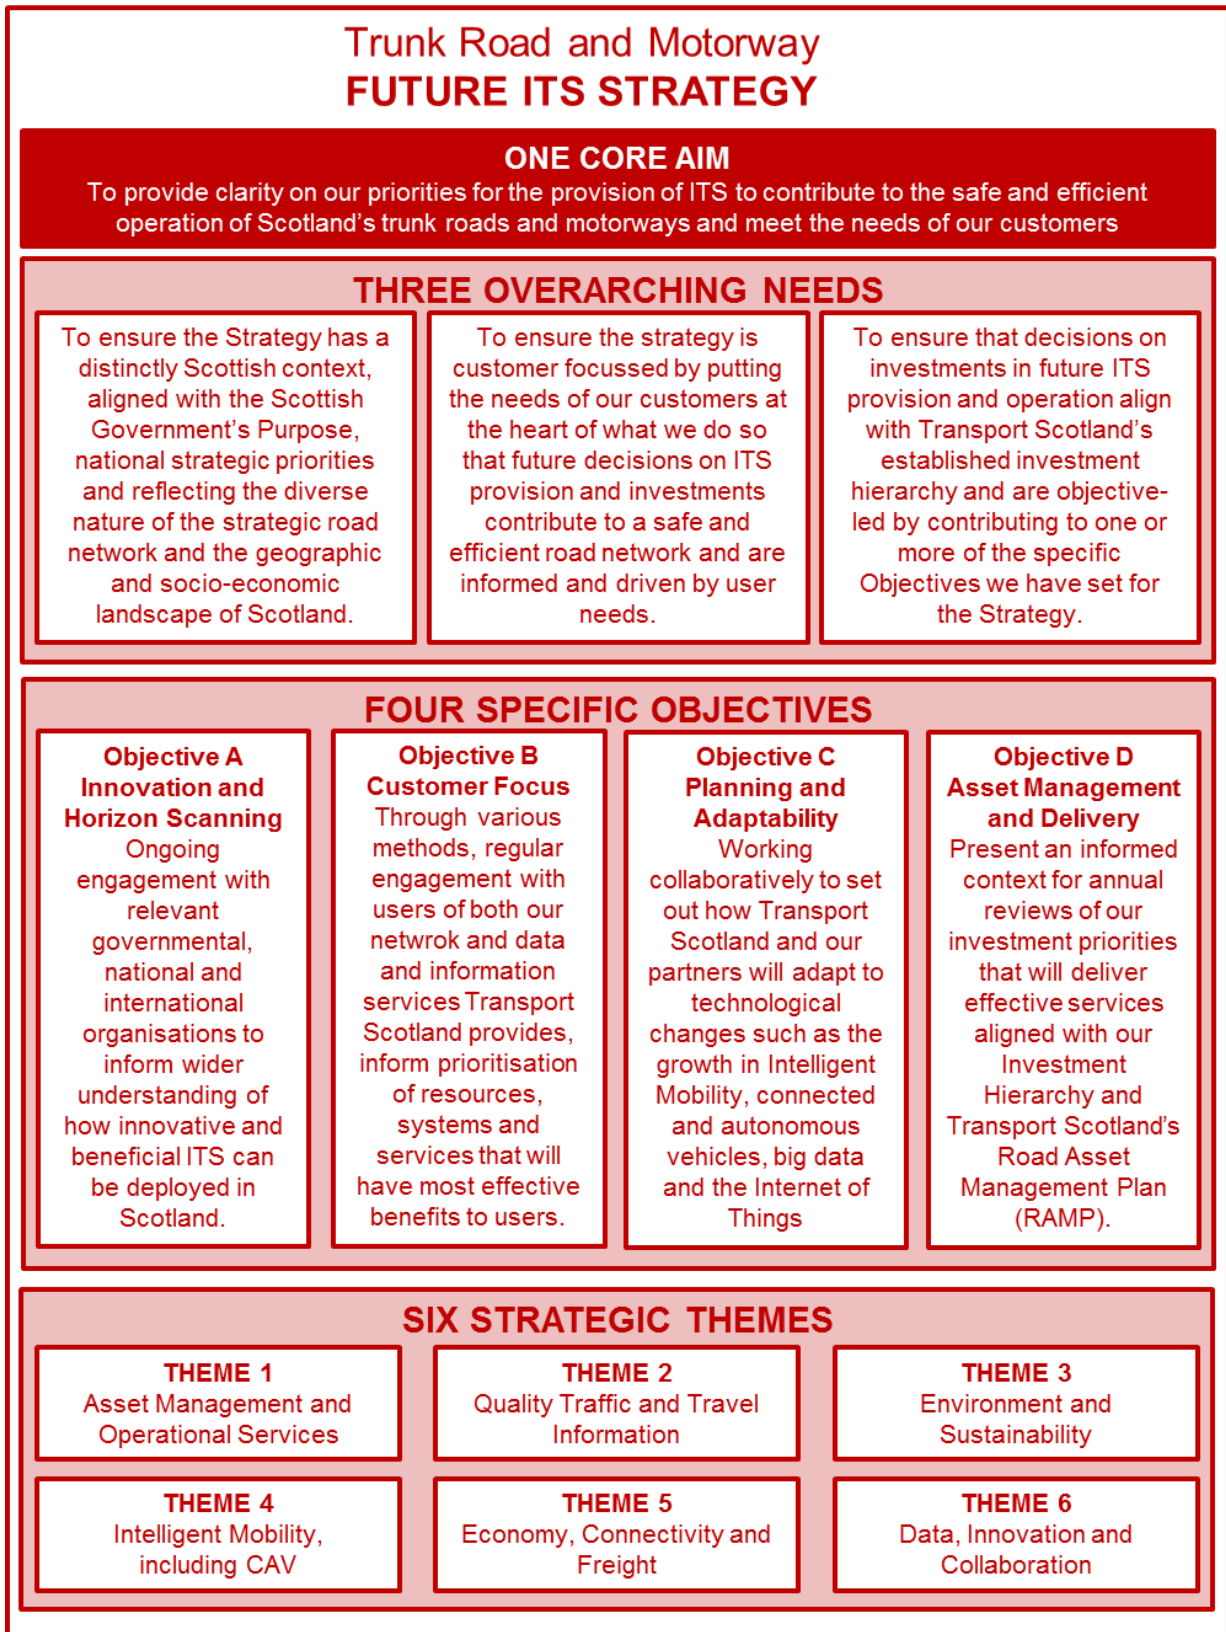 Trunk Road and Motorway
FUTURE ITS STRATEGY
ONE CORE AIM
To provide clarity on our priorities for the provision of ITS to contribute to the safe and efficient
operation of Scotland's trunk roads and motorways and meet the needs of our customers
THREE OVERARCHING NEEDS
To ensure the Strategy has a
distinctly Scottish context,
aligned with the Scottish
Government's Purpose,
national strategic priorities
and reflecting the diverse
nature of the strategic road
network and the geographic
and socio-economic
landscape of Scotland.
To ensure the strategy is
customer focussed by putting
the needs of our customers at
the heart of what we do so
that future decisions on ITS
provision and investments
contribute to a safe and
efficient road network and are
informed and driven by user
needs.
To ensure that decisions on
investments in future ITS
provision and operation align
with Transport Scotland's
established investment
hierarchy and are objective-
led by contributing to one or
more of the specific
Objectives we have set for
the Strategy.
FOUR SPECIFIC OBJECTIVES
Objective A
Innovation and
Horizon Scanning
Ongoing
engagement with
relevant
governmental,
national and
international
organisations to
inform wider
understanding of
how innovative and
beneficial ITS can
be deployed in
Scotland.
Objective B
Customer Focus
Through various
methods, regular
engagement with
users of both our
netwrok and data
and information
services Transport
Scotland provides,
inform prioritisation
of resources,
systems and
services that will
have most effective
benefits to users.
Objective C
Planning and
Adaptability
Working
collaboratively to set
out how Transport
Scotland and our
partners will adapt to
technological
changes such as the
growth in Intelligent
Mobility, connected
and autonomous
vehicles, big data
and the Internet of
Things
Objective D
Asset Management
and Delivery
Present an informed
context for annual
reviews of our
investment priorities
that will deliver
effective services
aligned with our
Investment
Hierarchy and
Transport Scotland's
Road Asset
Management Plan
(RAMP).
SIX STRATEGIC THEMES
THEME 1
Asset Management and
Operational Services
THEME 2
Quality Traffic and Travel
Information
THEME 3
Environment and
Sustainability
THEME 4
Intelligent Mobility,
including CAV
THEME 5
Economy, Connectivity and
Freight
THEME 6
Data, Innovation and
Collaboration